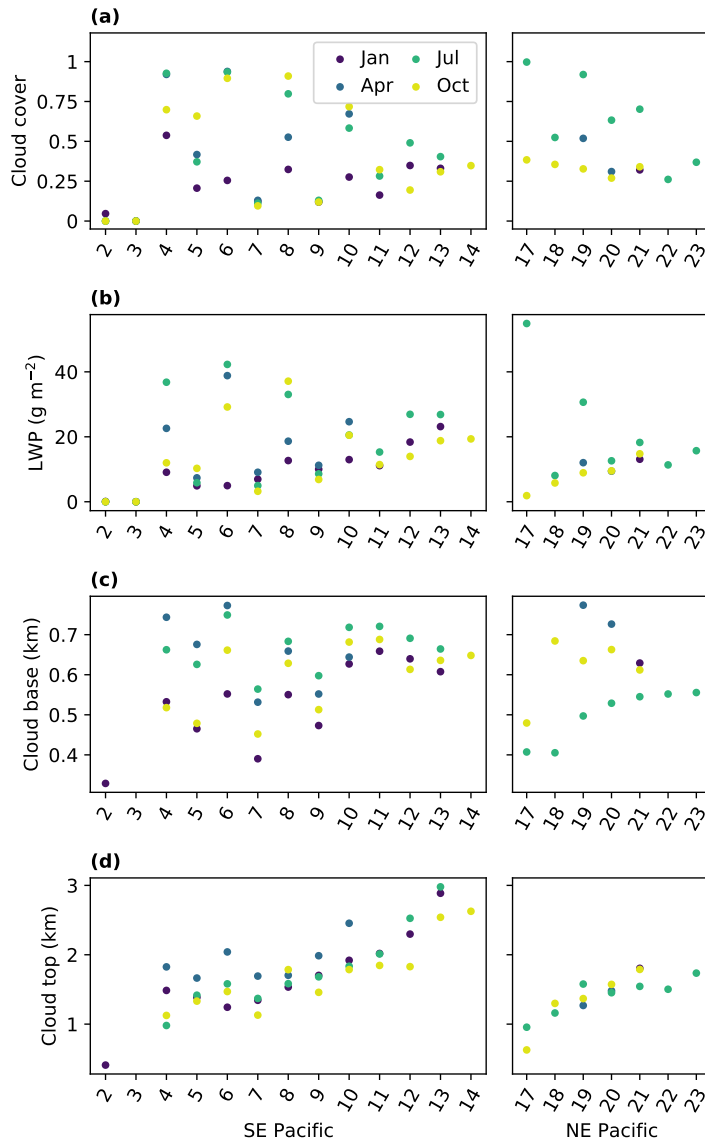 (a)
Cloud cover
1
0.75
0.5
0.25
0
Jan
Jul
Apr
Oct
2 3 4 5 6 7 8 9 10 11 12 13 14 17 18 19 20 21 22 23
(b)
LWP (g m⁻²)
40
20
0
2 3 4 5 6 7 8 9 10 11 12 13 14 17 18 19 20 21 22 23
(c)
Cloud base (km)
0.7
0.6
0.5
0.4
2 3 4 5 6 7 8 9 10 11 12 13 14 17 18 19 20 21 22 23
(d)
Cloud top (km)
3
2
1
2 3 4 5 6 7 8 9 10 11 12 13 14 17 18 19 20 21 22 23
SE Pacific NE Pacific